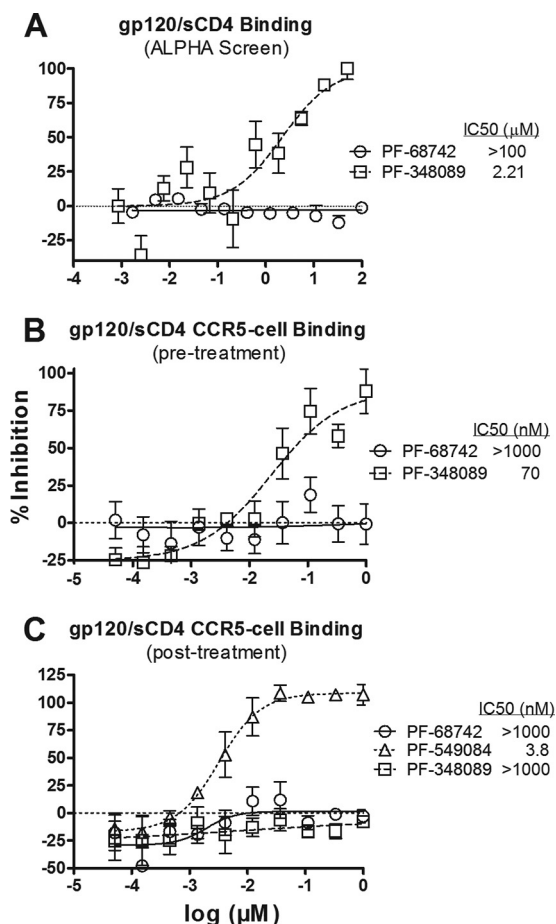 A
gp120/sCD4 Binding
(ALPHA Screen)
100
75
50
25
0
-25
-4 -3 -2 -1 0 1 2
IC50 (μM)
PF-68742 >100
PF-348089 2.21
B
gp120/sCD4 CCR5-cell Binding
(pre-treatment)
100
75
50
25
0
-25
-5 -4 -3 -2 -1 0
% Inhibition
IC50 (nM)
PF-68742 >1000
PF-348089 70
C
gp120/sCD4 CCR5-cell Binding
(post-treatment)
125
100
75
50
25
0
-25
-50
-5 -4 -3 -2 -1 0
IC50 (nM)
PF-68742 >1000
PF-549084 3.8
PF-348089 >1000
log (μM)